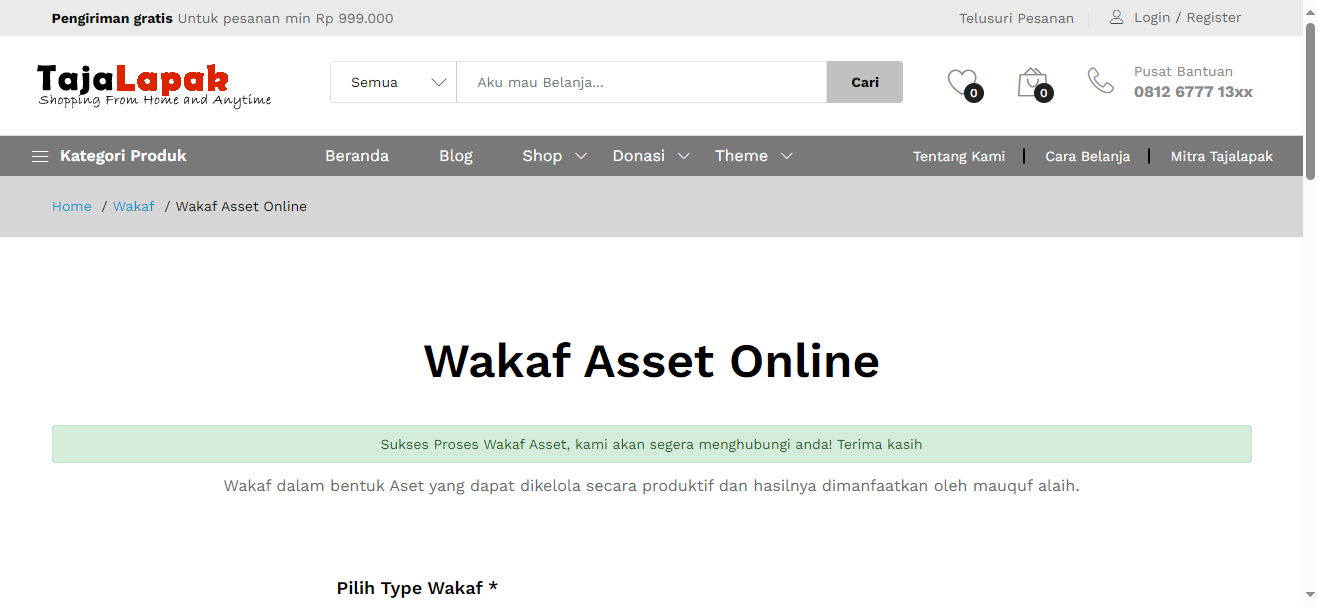 Pengiriman gratis Untuk pesanan min Rp 999.000
Telusuri Pesanan
Login / Register
TajaLapak
Shopping From Home and Anytime
Semua
Aku mau Belanja...
Cari
0
0
Pusat Bantuan
0812 6777 13xx
Kategori Produk
Beranda
Blog
Shop
Donasi
Theme
Tentang Kami
Cara Belanja
Mitra Tajalapak
Home / Wakaf / Wakaf Asset Online
Wakaf Asset Online
Sukses Proses Wakaf Asset, kami akan segera menghubungi anda! Terima kasih
Wakaf dalam bentuk Aset yang dapat dikelola secara produktif dan hasilnya dimanfaatkan oleh mauquf alaih.
Pilih Type Wakaf *